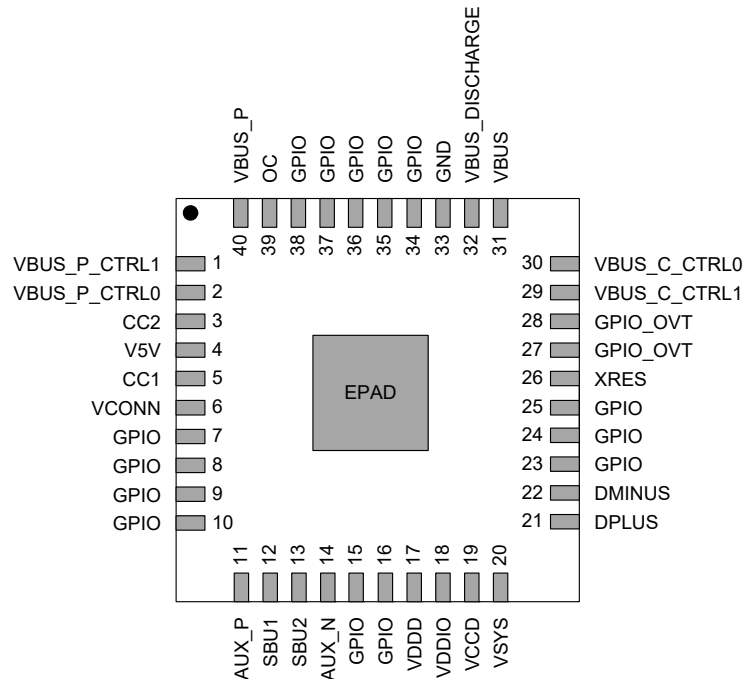 VBUS_P
OC
GPIO
GPIO
GPIO
GPIO
GPIO
GND
VBUS_DISCHARGE
VBUS
40
39
38
37
36
35
34
33
32
31
VBUS_P_CTRL1 1
VBUS_P_CTRL0 2
CC2 3
V5V 4
CC1 5
VCONN 6
GPIO 7
GPIO 8
GPIO 9
GPIO 10
EPAD
30 VBUS_C_CTRL0
29 VBUS_C_CTRL1
28 GPIO_OVT
27 GPIO_OVT
26 XRES
25 GPIO
24 GPIO
23 GPIO
22 DMINUS
21 DPLUS
11
12
13
14
15
16
17
18
19
20
AUX_P
SBU1
SBU2
AUX_N
GPIO
GPIO
VDDD
VDDIO
VCCD
VSYS